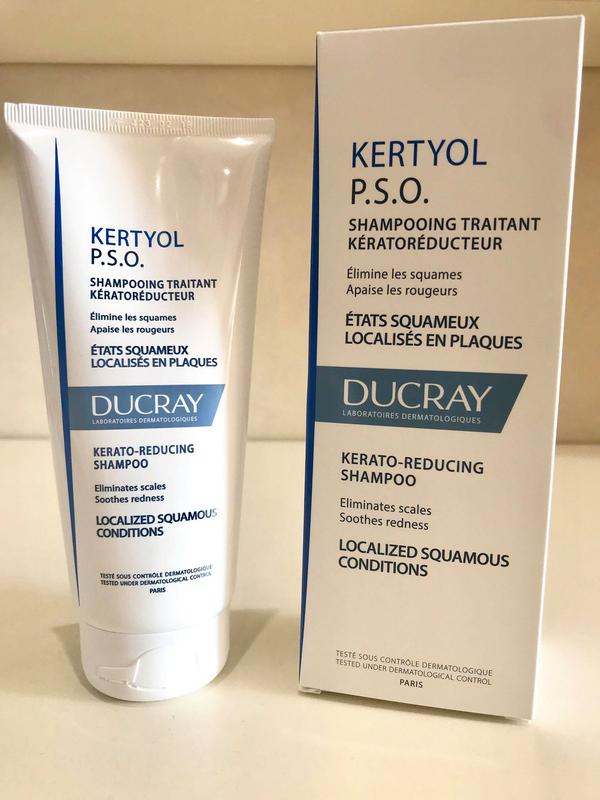 KERTYOL
P.S.O.
SHAMPOOING TRAITANT
KÉRATORÉDUCTEUR
Élimine les squames
Apaise les rougeurs
ÉTATS SQUAMEUX
LOCALISÉS EN PLAQUES
DUCRAY
LABORATOIRES DERMATOLOGIQUES
KERATO-REDUCING
SHAMPOO
Eliminates scales
Soothes redness
LOCALIZED SQUAMOUS
CONDITIONS
TESTÉ SOUS CONTRÔLE DERMATOLOGIQUE
TESTED UNDER DERMATOLOGICAL CONTROL
PARIS
KERTYOL
P.S.O.
SHAMPOOING TRAITANT
KÉRATORÉDUCTEUR
Élimine les squames
Apaise les rougeurs
ÉTATS SQUAMEUX
LOCALISÉS EN PLAQUES
DUCRAY
LABORATOIRES DERMATOLOGIQUES
KERATO-REDUCING
SHAMPOO
Eliminates scales
Soothes redness
LOCALIZED SQUAMOUS
CONDITIONS
TESTÉ SOUS CONTRÔLE DERMATOLOGIQUE
TESTED UNDER DERMATOLOGICAL CONTROL
PARIS